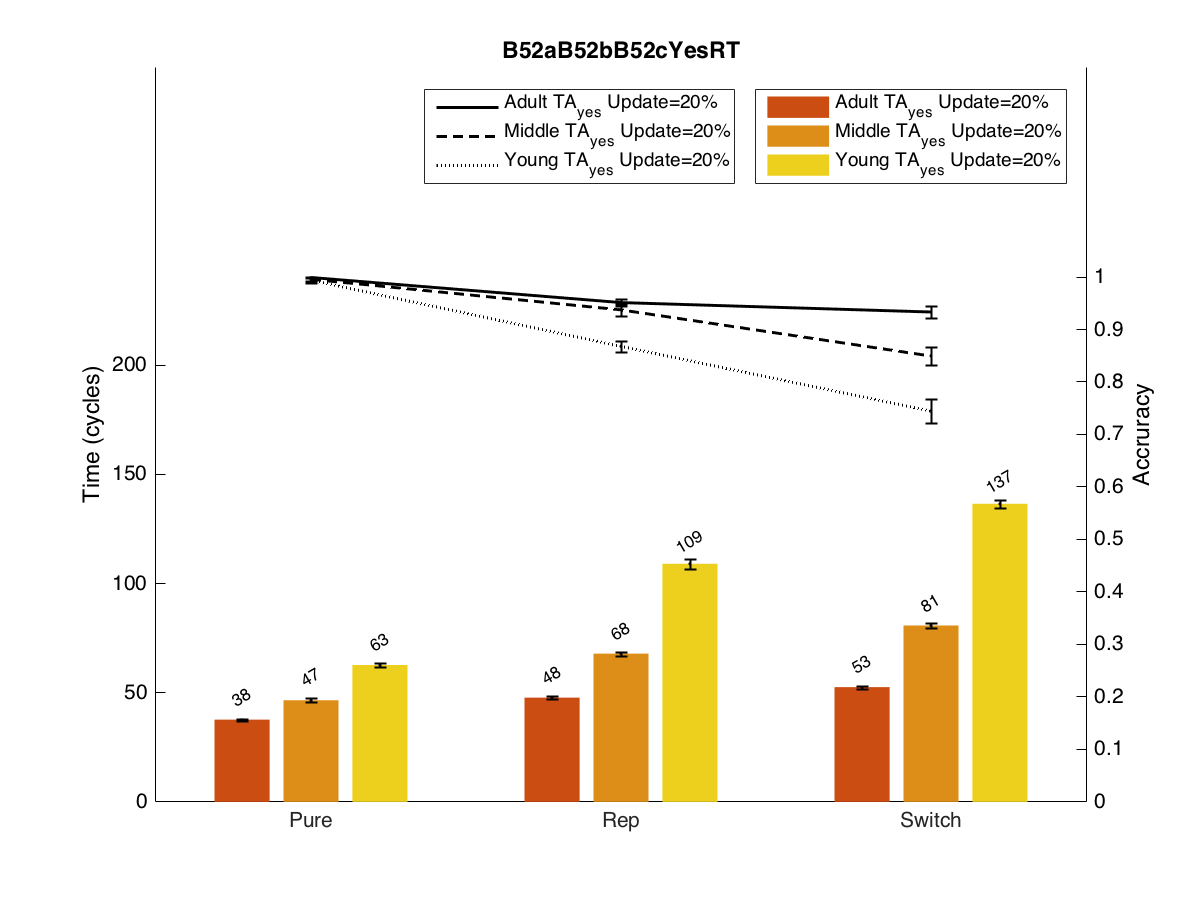 B52aB52bB52cYesRT
Adult TAyes Update=20%
Middle TAyes Update=20%
Young TAyes Update=20%
Adult TAyes Update=20%
Middle TAyes Update=20%
Young TAyes Update=20%
Time (cycles)
200
150
100
50
0
Accruracy
1
0.9
0.8
0.7
0.6
0.5
0.4
0.3
0.2
0.1
0
38
47
63
48
68
109
53
81
137
Pure
Rep
Switch